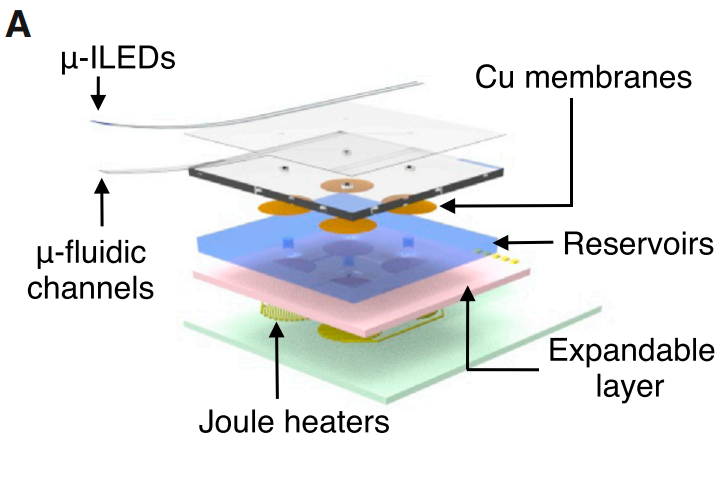 A
μ-ILEDs
Cu membranes
μ-fluidic
channels
Reservoirs
Expandable
layer
Joule heaters